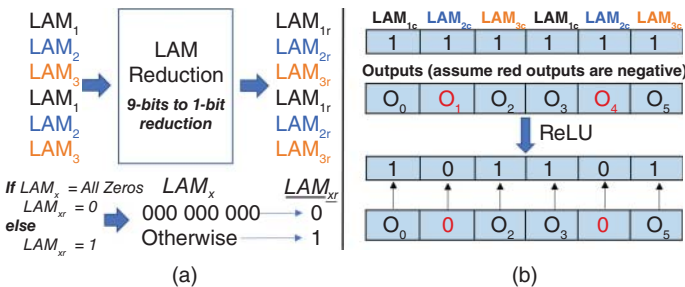 LAM1
LAM2
LAM3
LAM1
LAM2
LAM3
LAM
Reduction
9-bits to 1-bit
reduction
LAM1r
LAM2r
LAM3r
LAM1r
LAM2r
LAM3r
If LAMx = All Zeros
LAMxr = 0
else
LAMxr = 1
LAMx LAMxr
000 000 000 0
Otherwise 1
(a)
LAM1c LAM2c LAM3c LAM1c LAM2c LAM3c
1 1 1 1 1 1
Outputs (assume red outputs are negative)
O0 O1 O2 O3 O4 O5
ReLU
1 0 1 1 0 1
O0 0 O2 O3 0 O5
(b)